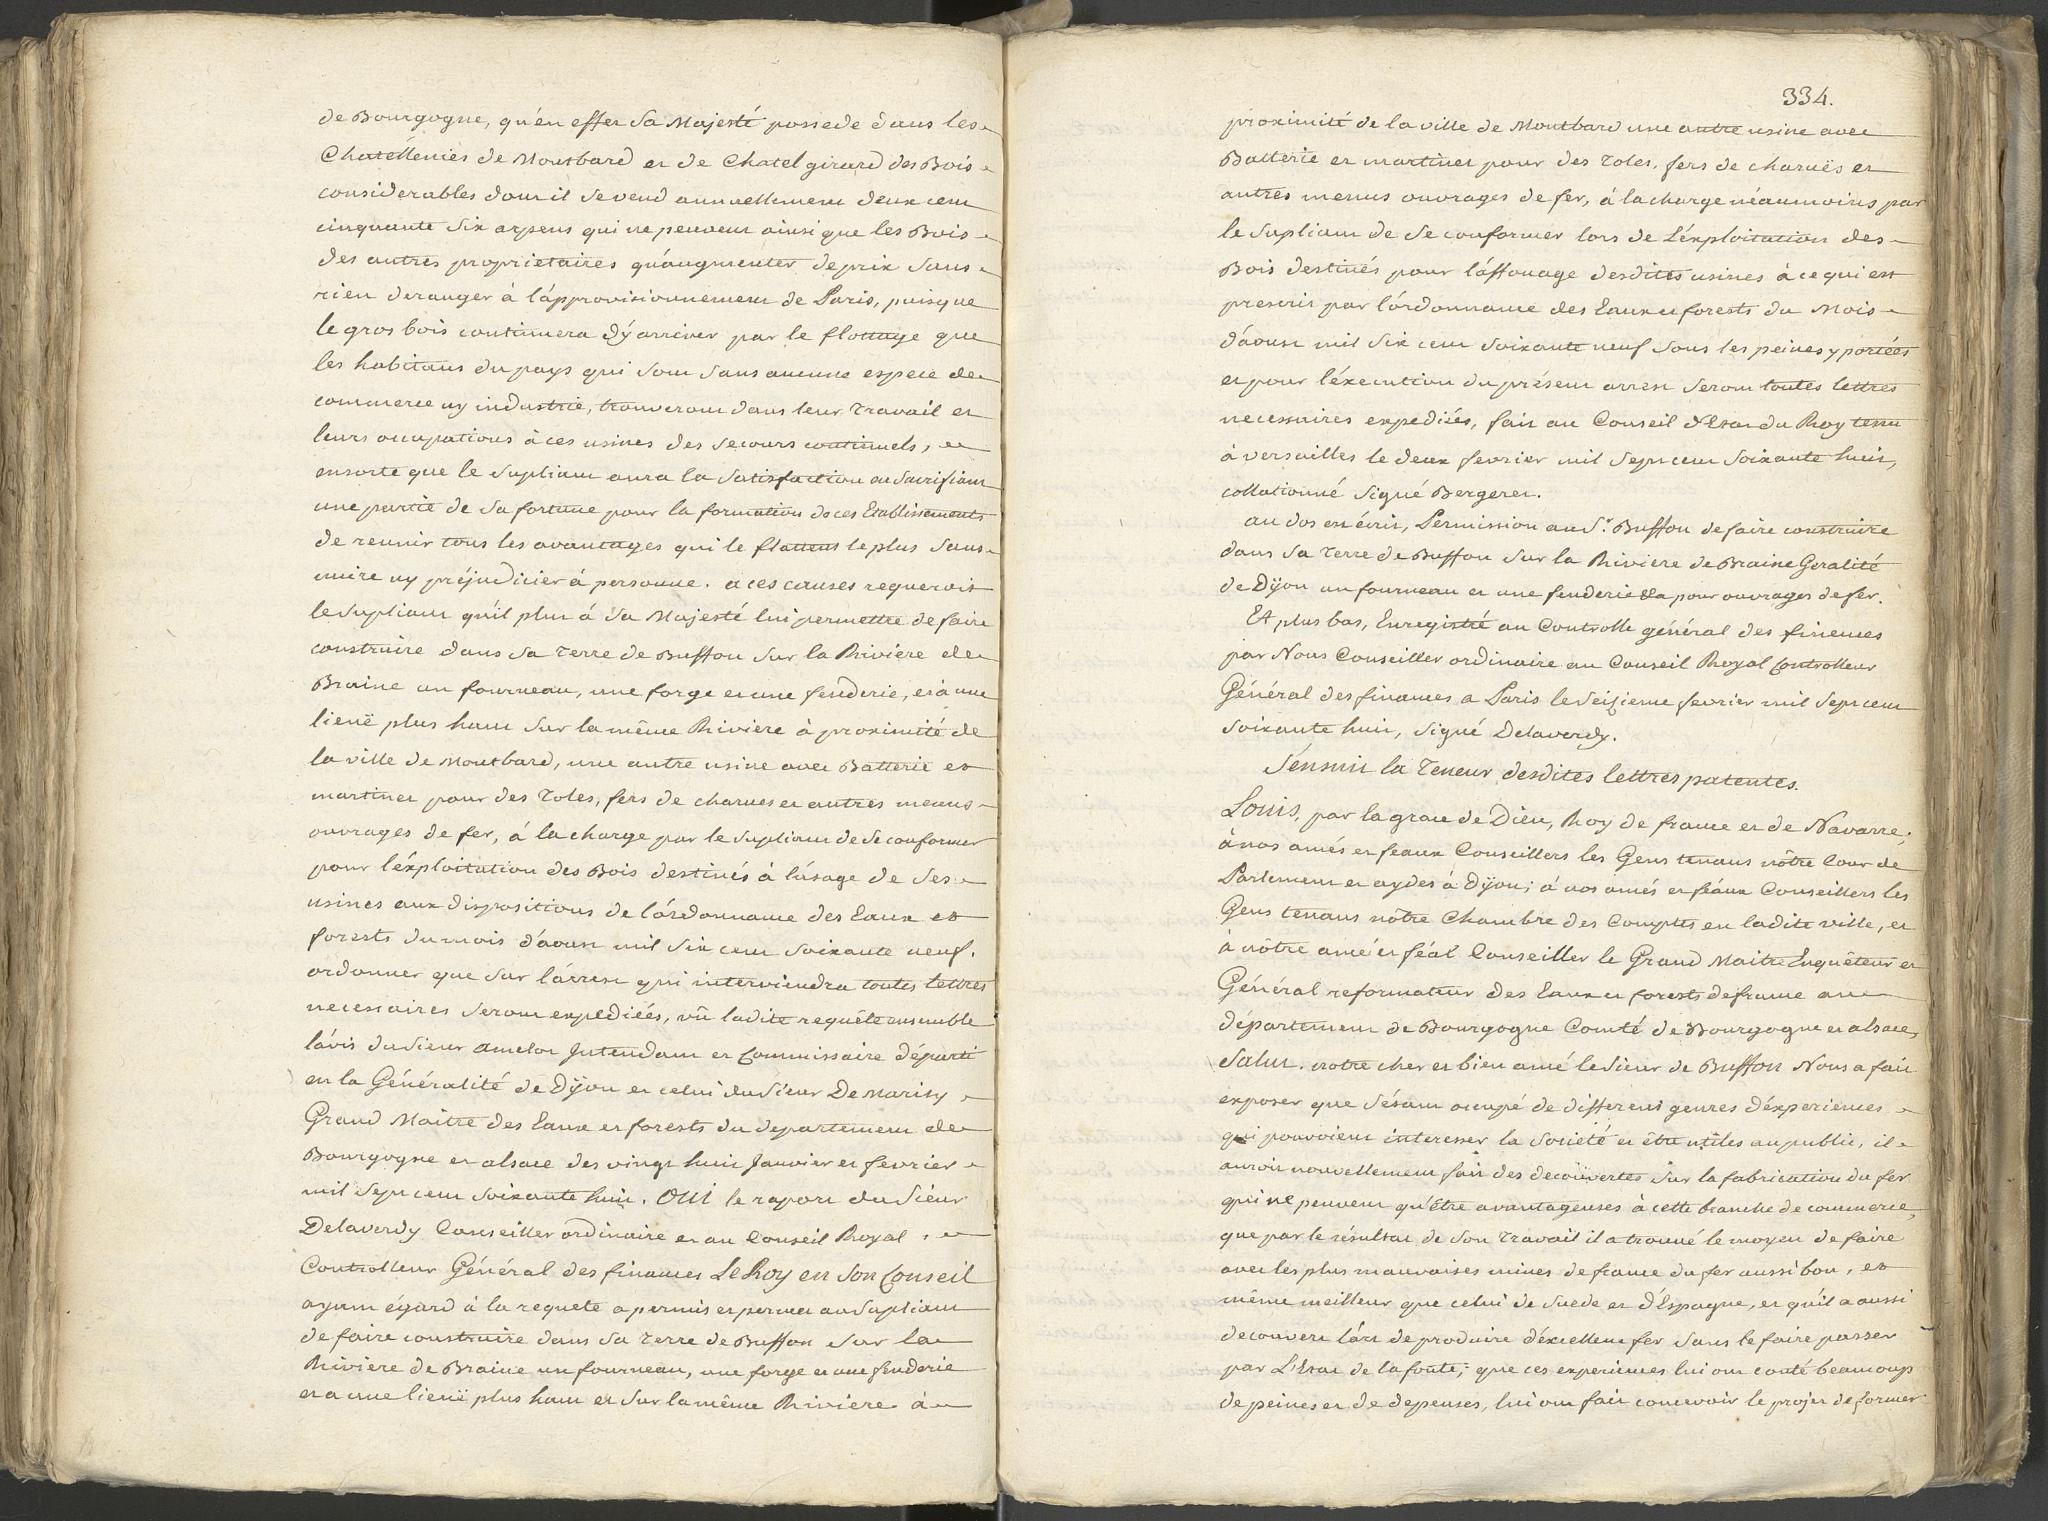 de Bourgogne, qu'én effet Sa Majesté possede dans les
Chatellenies de Montbard et de Chatel girard des Bois
considerables dont il se vend annuellement deux cent
cinquante six arpens qui ne peuvent ainsi que les Bois
des autres proprietaires qu'áugmenter de prix sans
rien deranger à l'ápprovisionnement de Paris, puisque
le gros bois continuera d'ý arriver par le flottage que
les habitans du pays qui sont sans aucune espece de
commerce ny industrie, trouveront dans leur travail et
leurs occupations à ces usines des secours continuels,
ensorte que le Supliant aura la satisfaction en sacrifiant
une partie de sa fortune pour la formation de ces Etablissements
de reunir tous les avantages qui le flattent le plus sans
nuire ny préjudicier à personne. a ces causes requeroit
le Supliant qu'il plut á Sa Majesté lui permettre de faire
construire dans sa terre de Buffon sur la Riviere de
Braine un fourneau, une forge et une fenderie, et à une
lieuë plus haut sur la même Riviere à proximité de
la ville de Montbard, une autre usine avec Batterie et
martinet pour des toles, fers de charues et autres menus
ouvrages de fer, á la charge par le Supliant de se conformer
pour l'éxploitation des Bois destinés à l'úsage de ses
usines aux dispositions de l'órdonnance des Eaux et
forests du mois d'aoust mil six cent soixante neuf.
ordonner que sur l'árrest qui interviendra toutes lettres
necessaires seront expediéés, vû ladite requête ensemble
l'ávis du Sieur Amelot Intendant et Commissaire départi
en la Généralité de Dijon et celui du Sieur De Marisy
Grand Maitre des Eaux et forests du departement de
Bourgogne et alsace des vingt huit Janvier et fevrier
mil sept cent soixante huit. OUI le raport du Sieur
Delaverdy Conseiller ordinaire et au Conseil Royal,
Controlleur Général des finances Le Roy en son Conseil
ayant égard à la requete a permis et permet au Supliant
de faire construire dans sa terre de Buffon sur la
Riviere de Braine un fourneau, une forge et une fenderie
et a une lieuë plus haut et sur la même Riviere à
334.
proximité de la ville de Montbard une autre usine avec
Batterie et martinet pour des toles, fers de charuës et
autres menus ouvrages de fer, á la charge néanmoins par
le Supliant de se conformer lors de l'éxploitation des
Bois destinés pour l'áffouage desdites usines à ce qui est
prescrit par l'órdonnance des Eaux et forests du Mois
d'áoust mil six cent soixante neuf sous les peines y portées
et pour l'éxecution du présent arrest seront toutes lettres
necessaires expediéés, fait au Conseil d'Etat du Roy tenu
à versailles le deux fevrier mil sept cent soixante huit,
collationné signé Bergeret.
au dos est écrit, Permission au S.r Buffon de faire construire
dans sa terre de Buffon sur la Riviere de Braine Geralité
de Dijon un fourneau et une fenderie &a pour ouvrages de fer.
Et plus bas, Enregistré au Controlle général des finences
par Nous Conseiller ordinaire au Conseil Royal Controlleur
Général des finances a Paris le seizieme fevrier mil sept cent
soixante huit, signé Delaverdy.
S'énsuit la teneur desdites lettres patentes.
Louis, par la grace de Dieu, Roy de france et de Navarre,
à nos amés et feaux Conseillers les Gens tenans nôtre Cour de
Parlement et aydes à Dijon; á nos amés et féaux Conseillers les
Gens tenans nôtre Chambre des Comptes en ladite ville, et
à nôtre amé et féal Conseiller le Grand Maitre Enquêteur et
Général reformateur des Eaux et forests de france au
département de Bourgogne Comté de Bourgogne et alsace,
Salut. notre cher et bien amé le Sieur de Buffon Nous a fait
exposer que s'étant occupé de differens genres d'éxperiences
qui pouvoient interesser la societé et être utiles au public, il
auroit nouvellement fait des decouvertes sur la fabrication du fer
qui ne peuvent qu'Etre avantageuses à cette branche de commerce,
que par le résultat de son travail il a trouvé le moyen de faire
avec les plus mauvaises mines de france du fer aussi bon, et
même meilleur que celui de Suede et d'Espagne, et qu'il a aussi
decouvert l'árt de produire d'éxcellent fer sans le faire passer
par L'Etat de la fonte; que ces experiences lui ont couté beaucoup
de peines et de depenses, lui ont fait concevoir le projet de former